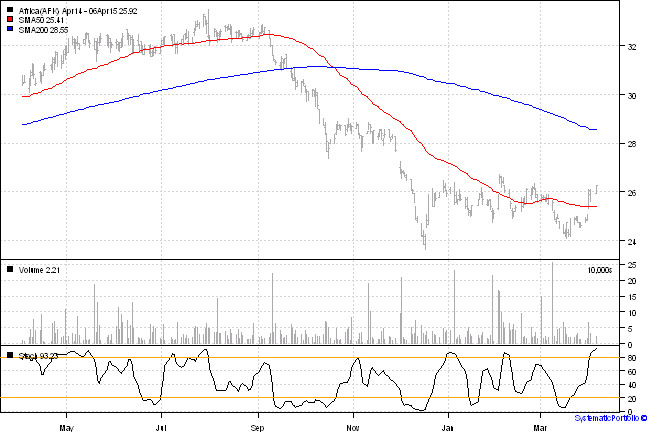 Africa(AFK) Apr14 - 06Apr15 25.92
SMA50 25.41
SMA200 28.55
32
30
28
26
24
Volume 2.21
10,000s
25
20
15
10
5
0
Stoch 93.23
80
60
40
20
0
May
Jul
Sep
Nov
Jan
Mar
SystematicPortfolio ©